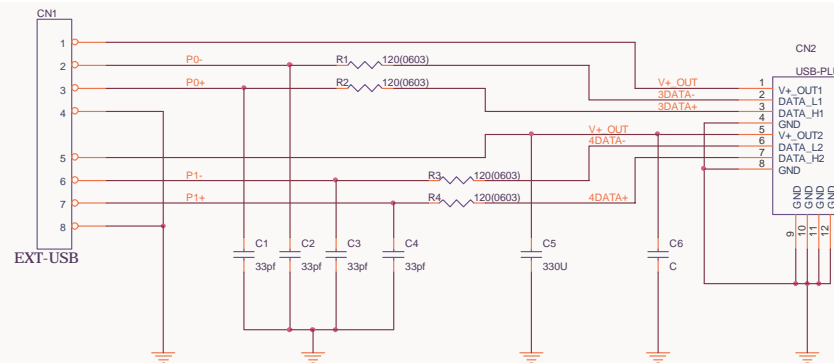 CN1
1
2 P0- R1 120(0603)
3 P0+ R2 120(0603)
4
5
6 P1- R3 120(0603)
7 P1+ R4 120(0603)
8
EXT-USB
C1 33pf
C2 33pf
C3 33pf
C4 33pf
C5 330U
C6 C
CN2
USB-PLU
V+_OUT 1 V+_OUT1
3DATA- 2 DATA_L1
3DATA+ 3 DATA_H1
4 GND
V+_OUT 5 V+_OUT2
4DATA- 6 DATA_L2
4DATA+ 7 DATA_H2
8 GND
GND GND GND GND
9 10 11 12